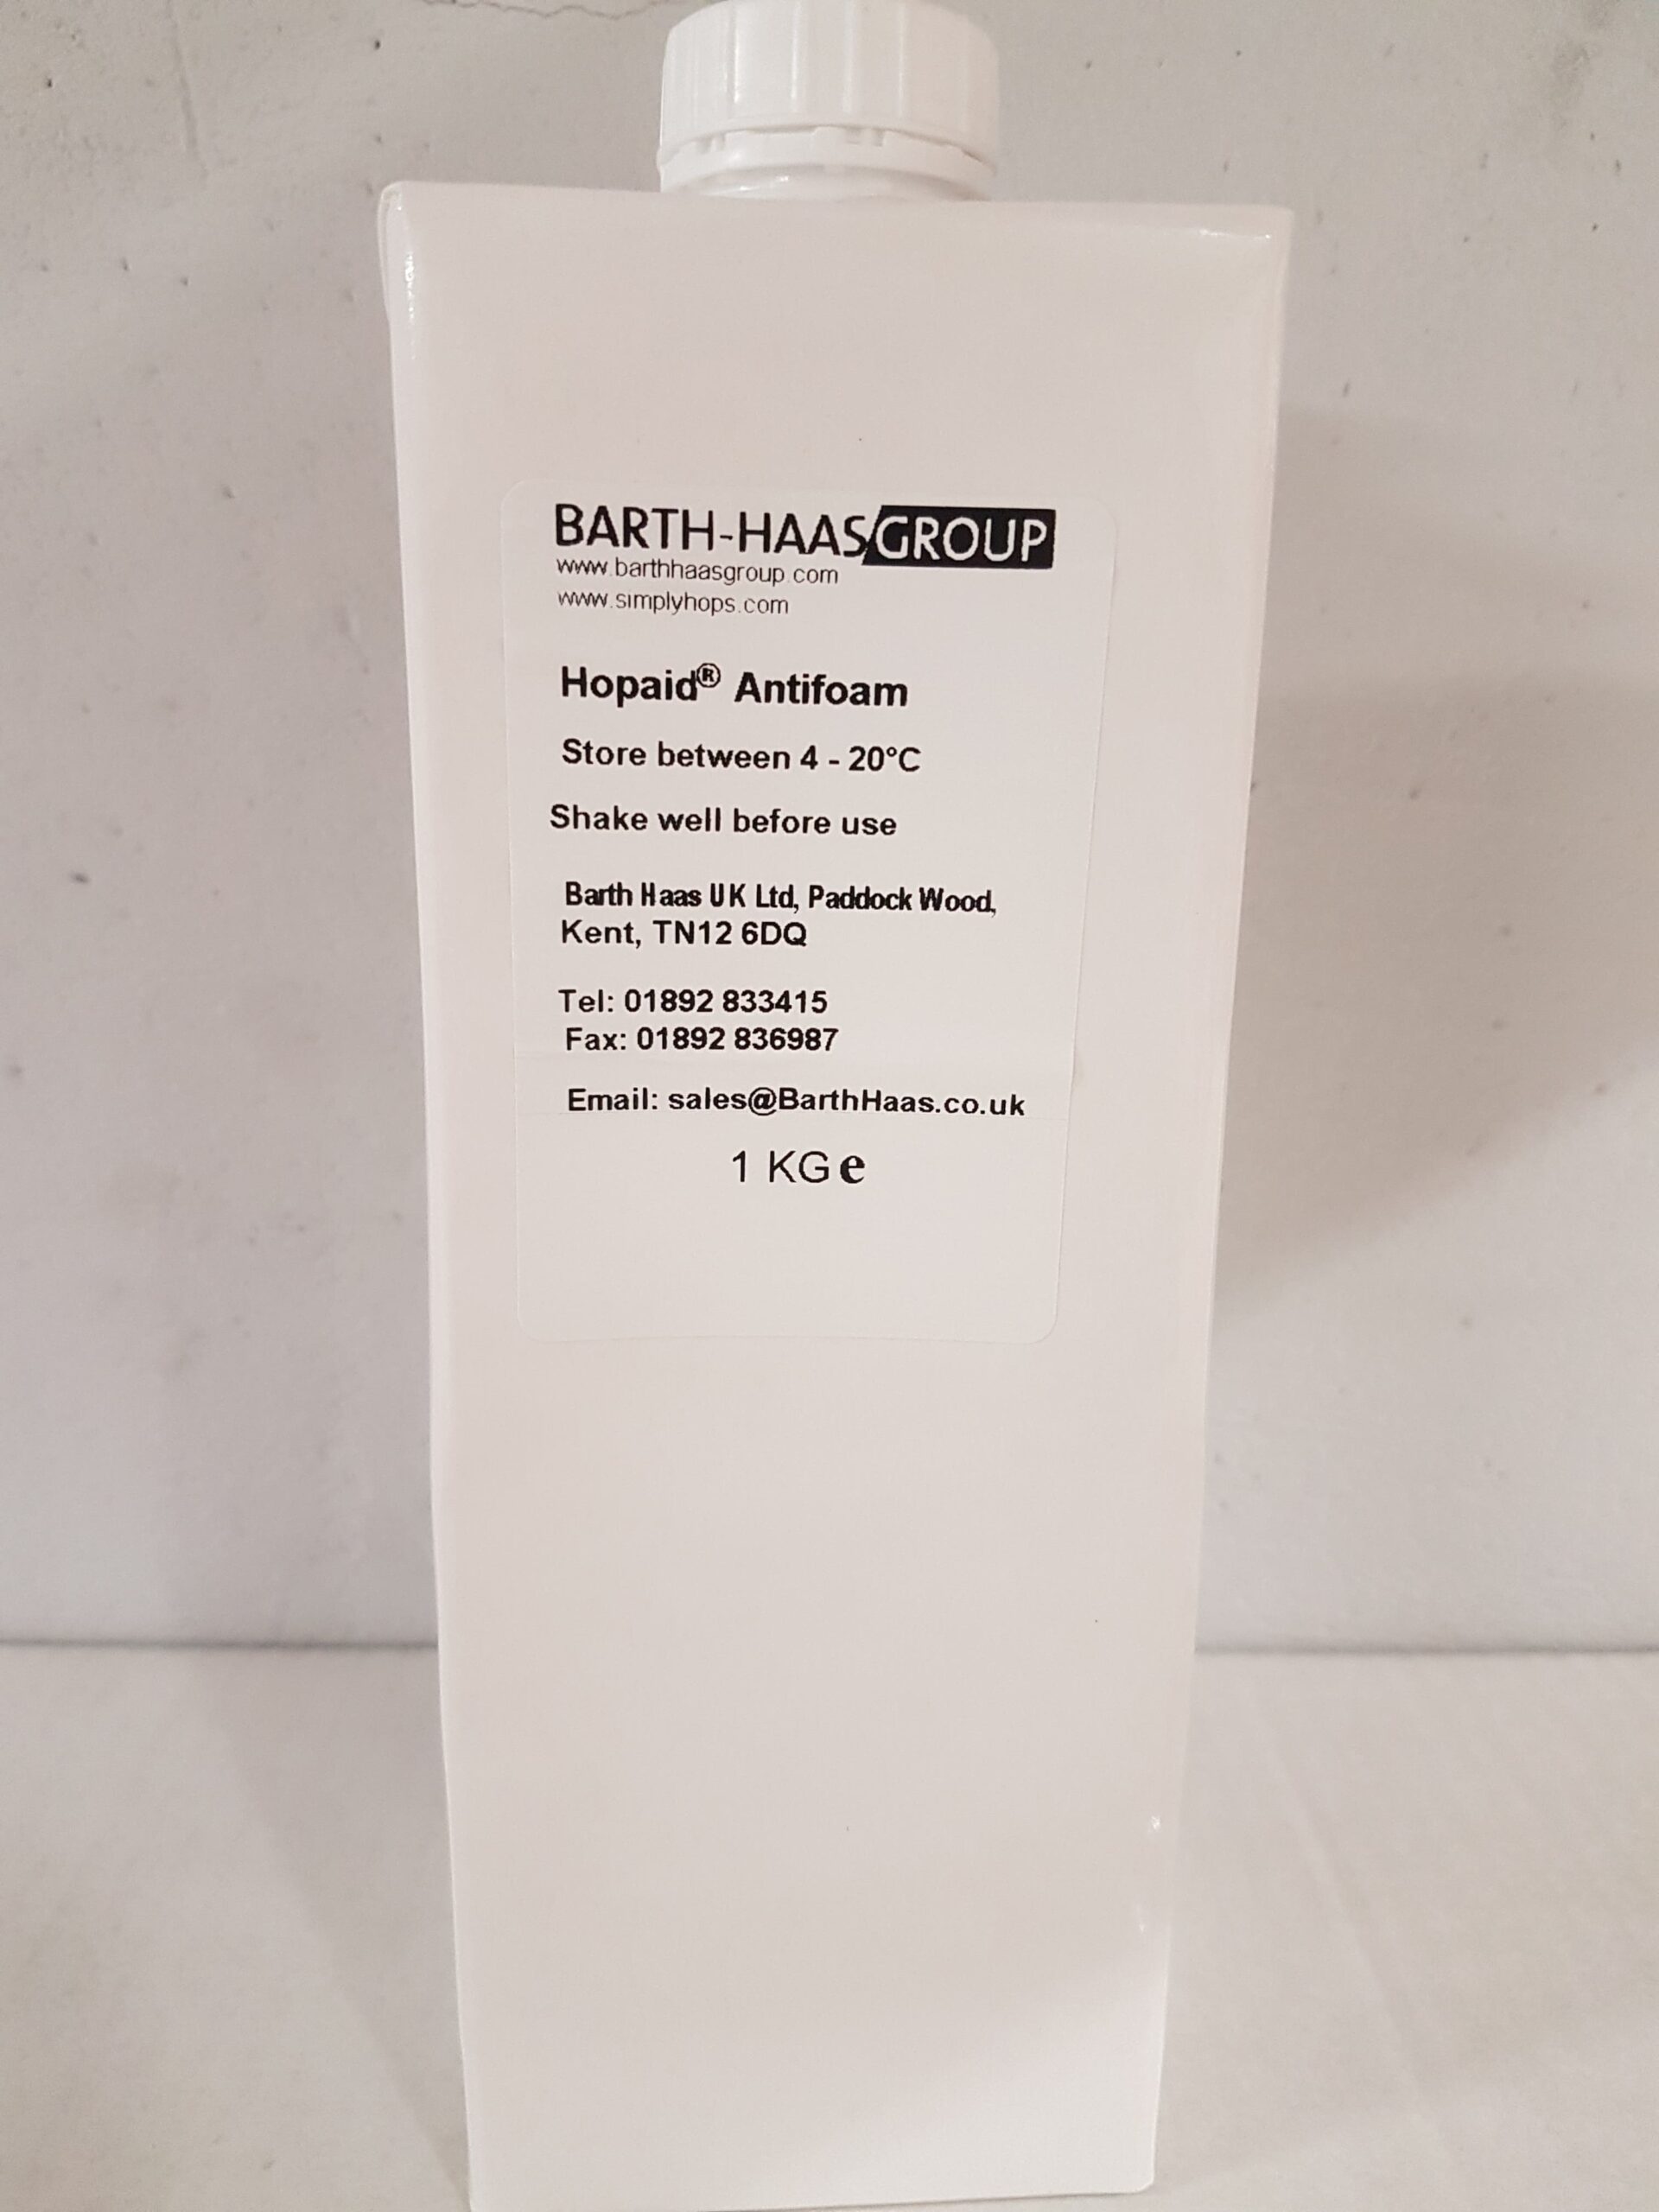 BARTH-HAAS GROUP
www.barthhaasgroup.com
www.simplyhops.com
Hopaid® Antifoam
Store between 4 - 20°C
Shake well before use
Barth Haas UK Ltd, Paddock Wood,
Kent, TN12 6DQ
Tel: 01892 833415
Fax: 01892 836987
Email: sales@BarthHaas.co.uk
1 KG e